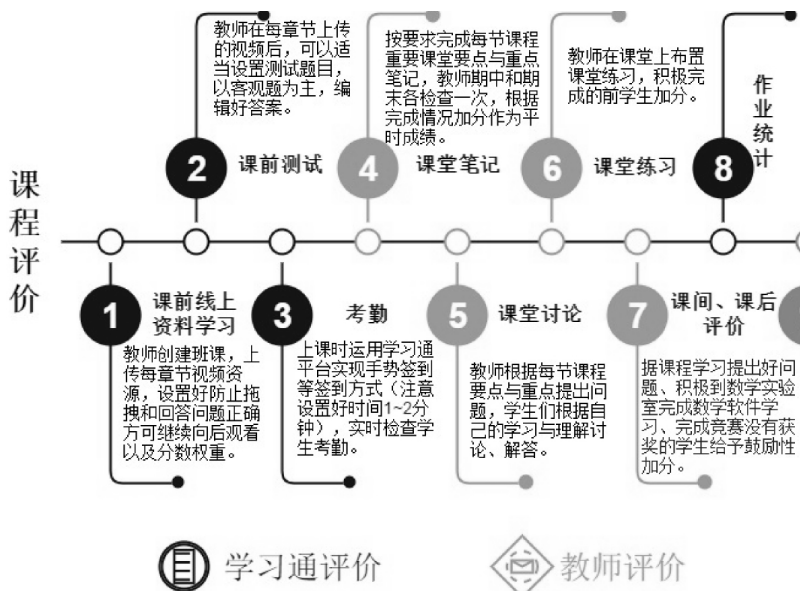 课程评价
教师在每章节上传
的视频后，可以适
当设置测试题目，
以客观题为主，编
辑好答案。
2
课前测试
按要求完成每节课程
重要课堂要点与重点
笔记，教师期中和期
末各检查一次，根据
完成情况加分作为平
时成绩。
4
课堂笔记
教师在课堂上布置
课堂练习，积极完
成的前学生加分。
6
课堂练习
8
作业统计
1
课前线上
资料学习
教师创建班课，上
传每章节视频资
源，设置好防止拖
拽和回答问题正确
方可继续向后观看
以及分数权重。
3
考勤
上课时运用学习通
平台实现手势签到
等签到方式（注意
设置好时间1~2分
钟），实时检查学
生考勤。
5
课堂讨论
教师根据每节课程
要点与重点提出问
题，学生们根据自
己的学习与理解讨
论、解答。
7
课间、课后
评价
据课程学习提出好问
题、积极到数学实验
室完成数学软件学
习、完成竞赛没有获
奖的学生给予鼓励性
加分。
学习通评价
教师评价